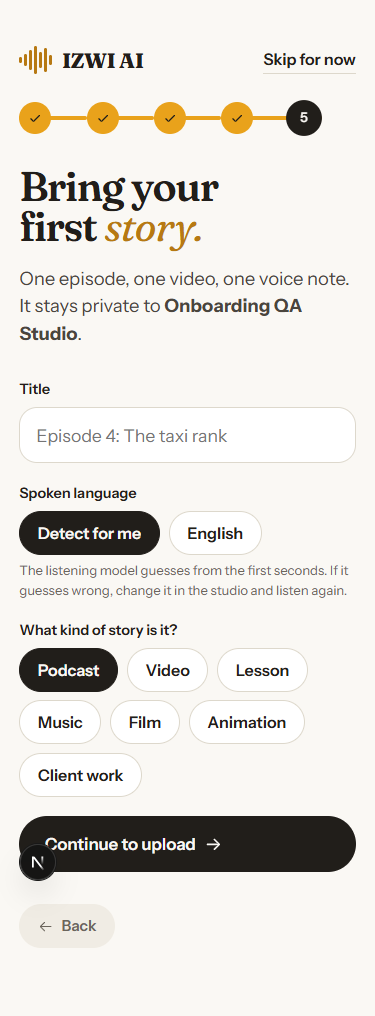 IZWI AI
Skip for now
5
Bring your
first story.
One episode, one video, one voice note.
It stays private to Onboarding QA
Studio.
Title
Episode 4: The taxi rank
Spoken language
Detect for me
English
The listening model guesses from the first seconds. If it
guesses wrong, change it in the studio and listen again.
What kind of story is it?
Podcast
Video
Lesson
Music
Film
Animation
Client work
Continue to upload →
N
← Back